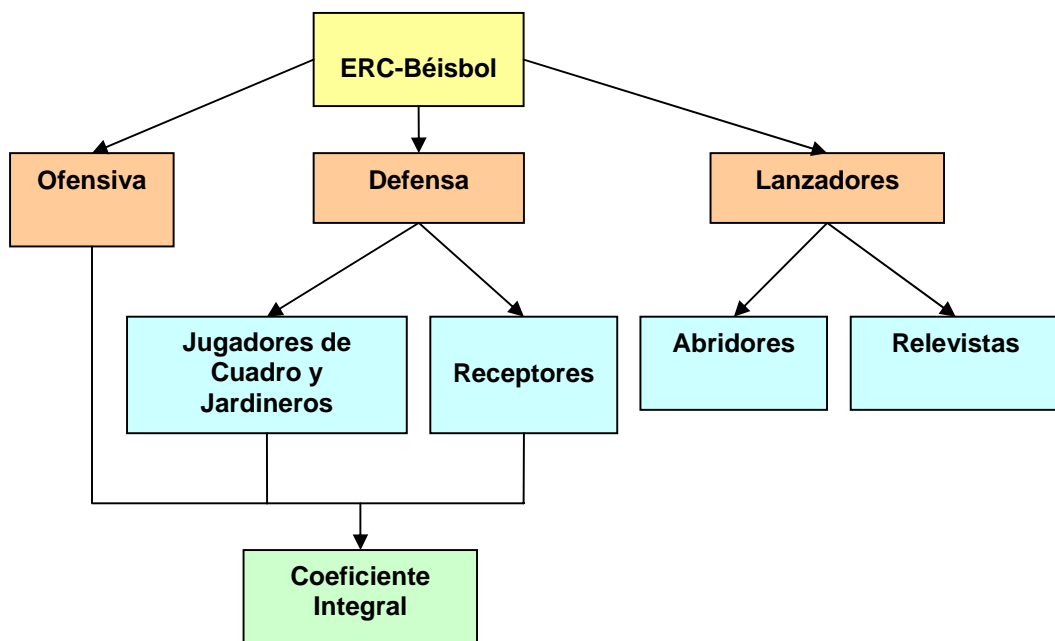 ERC-Béisbol
Ofensiva
Defensa
Lanzadores
Jugadores de
Cuadro y
Jardineros
Receptores
Abridores
Relevistas
Coeficiente
Integral